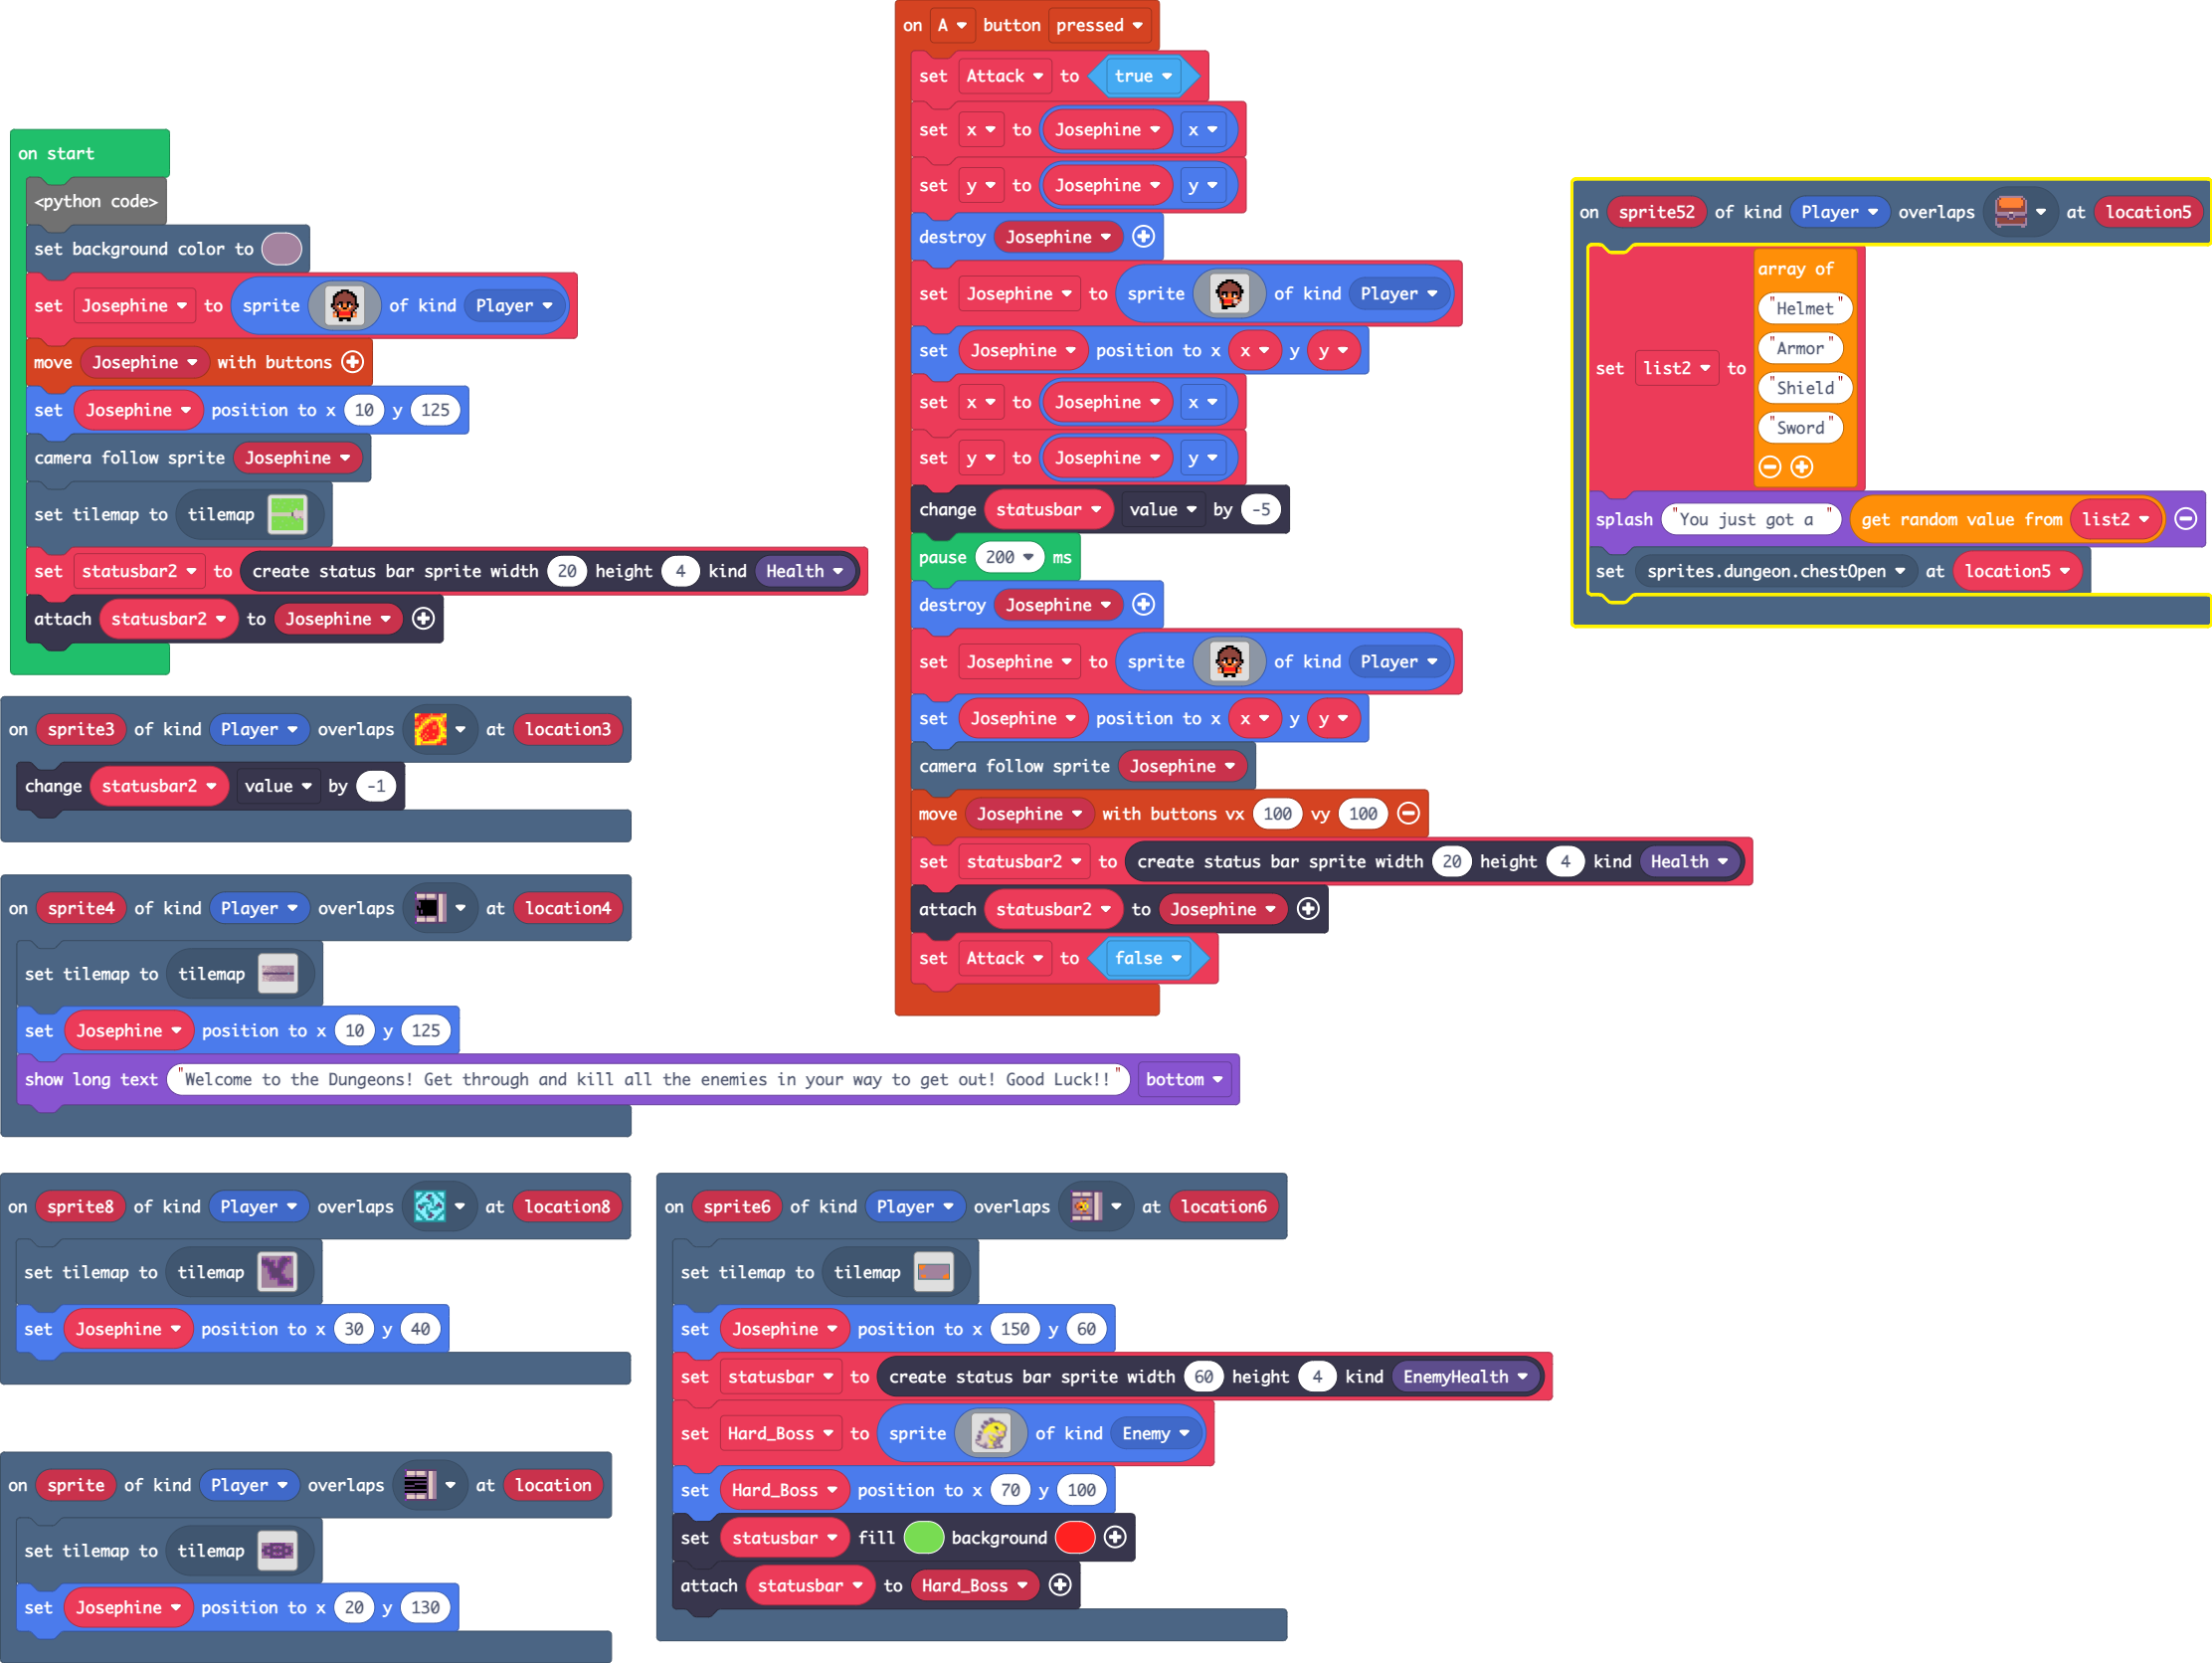 on start
<python code>
set background color to
set Josephine to sprite of kind Player
move Josephine with buttons
set Josephine position to x 10 y 125
camera follow sprite Josephine
set tilemap to tilemap
set statusbar2 to create status bar sprite width 20 height 4 kind Health
attach statusbar2 to Josephine
on sprite3 of kind Player overlaps at location3
change statusbar2 value by -1
on sprite4 of kind Player overlaps at location4
set tilemap to tilemap
set Josephine position to x 10 y 125
show long text "Welcome to the Dungeons! Get through and kill all the enemies in your way to get out! Good Luck!!" bottom
on sprite8 of kind Player overlaps at location8
set tilemap to tilemap
set Josephine position to x 30 y 40
on sprite of kind Player overlaps at location
set tilemap to tilemap
set Josephine position to x 20 y 130
on A button pressed
set Attack to true
set x to Josephine x
set y to Josephine y
destroy Josephine
set Josephine to sprite of kind Player
set Josephine position to x x y y
set x to Josephine x
set y to Josephine y
change statusbar value by -5
pause 200 ms
destroy Josephine
set Josephine to sprite of kind Player
set Josephine position to x x y y
camera follow sprite Josephine
move Josephine with buttons vx 100 vy 100
set statusbar2 to create status bar sprite width 20 height 4 kind Health
attach statusbar2 to Josephine
set Attack to false
on sprite6 of kind Player overlaps at location6
set tilemap to tilemap
set Josephine position to x 150 y 60
set statusbar to create status bar sprite width 60 height 4 kind EnemyHealth
set Hard_Boss to sprite of kind Enemy
set Hard_Boss position to x 70 y 100
set statusbar fill background
attach statusbar to Hard_Boss
on sprite52 of kind Player overlaps at location5
set list2 to array of
"Helmet"
"Armor"
"Shield"
"Sword"
splash "You just got a " get random value from list2
set sprites.dungeon.chestOpen at location5